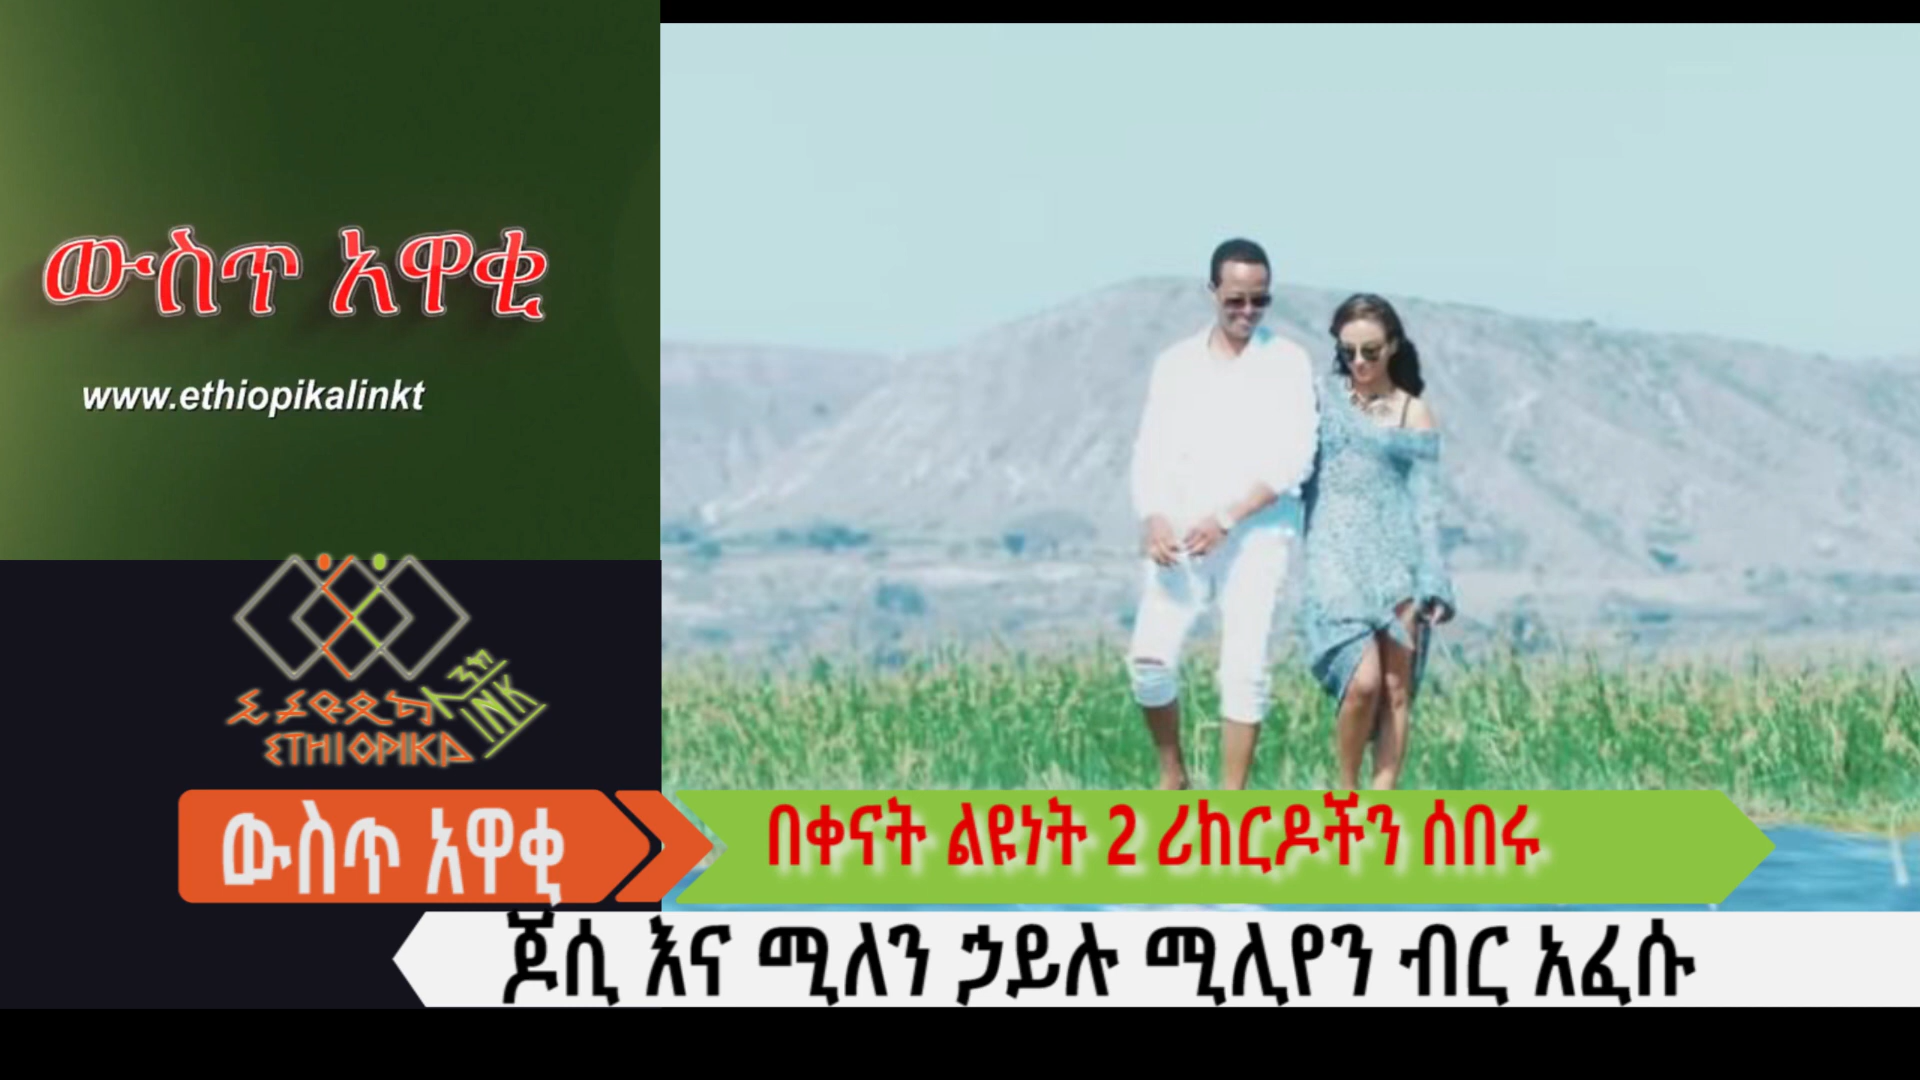 ውስጥ አዋቂ
www.ethiopikalinkt
ETHIOPIKA
LINK
ውስጥ አዋቂ
በቀናት ልዩነት 2 ሪከርዶችን ሰበሩ
ጆሲ እና ሚለን ኃይሉ ሚሊየን ብር አፈሱ